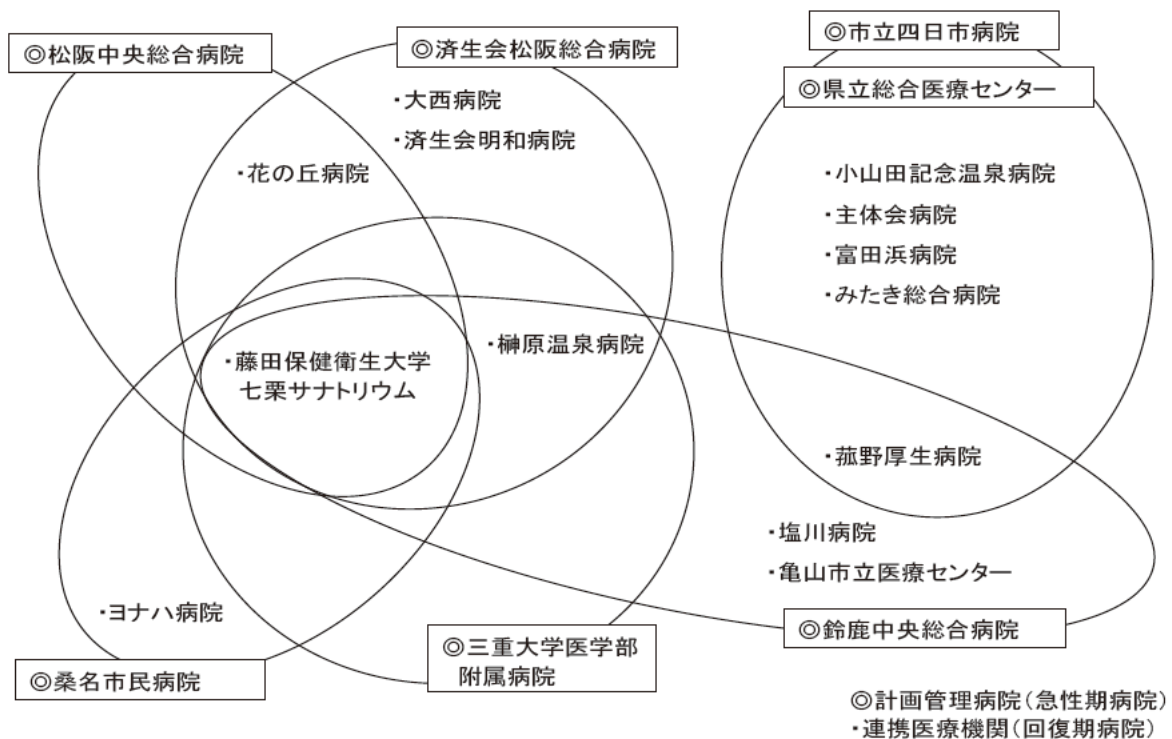 ◎松阪中央総合病院
◎済生会松阪総合病院
・大西病院
・済生会明和病院
・花の丘病院
◎市立四日市病院
◎県立総合医療センター
・小山田記念温泉病院
・主体会病院
・富田浜病院
・みたき総合病院
・榊原温泉病院
・藤田保健衛生大学
七栗サナトリウム
・菰野厚生病院
・塩川病院
・亀山市立医療センター
・ヨナハ病院
◎桑名市民病院
◎三重大学医学部
附属病院
◎鈴鹿中央総合病院
◎計画管理病院(急性期病院)
・連携医療機関(回復期病院)